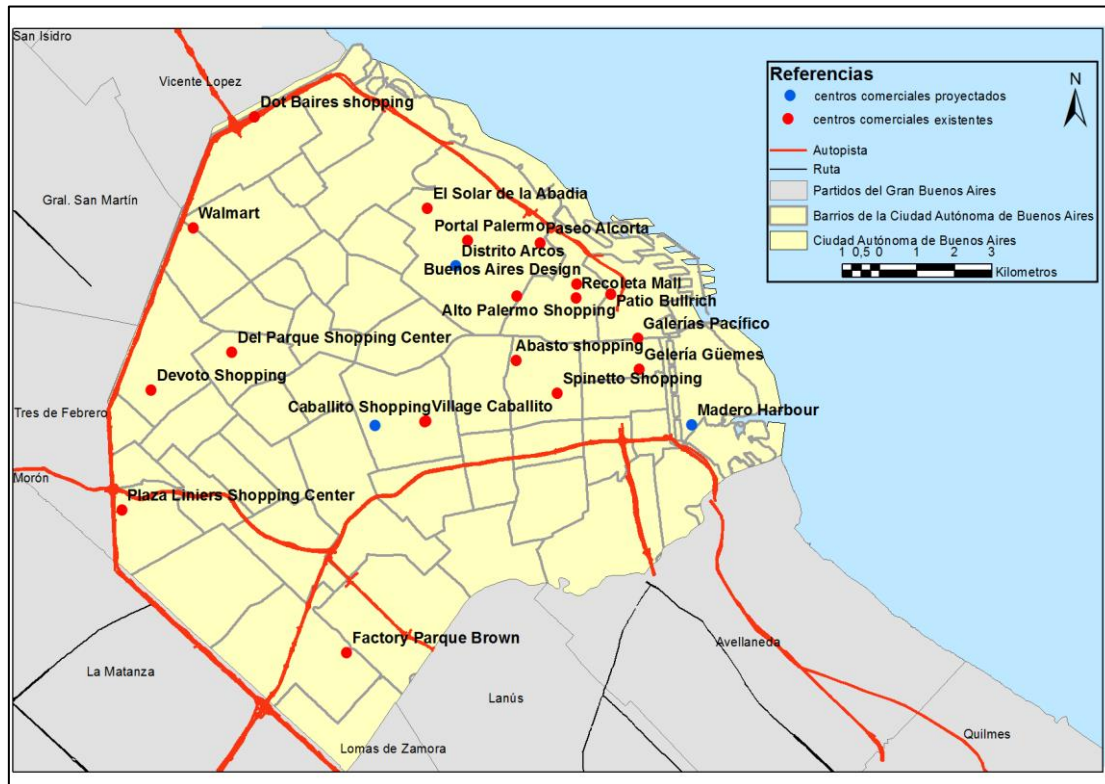 San Isidro
Vicente Lopez
Dot Baires shopping
Referencias
N
centros comerciales proyectados
centros comerciales existentes
Autopista
Ruta
Partidos del Gran Buenos Aires
Barrios de la Ciudad Autónoma de Buenos Aires
Ciudad Autónoma de Buenos Aires
1 0,5 0 1 2 3
Kilometros
Gral. San Martín
Walmart
El Solar de la Abadia
Portal Palermo
Paseo Alcorta
Distrito Arcos
Buenos Aires Design
Recoleta Mall
Alto Palermo Shopping
Patio Bullrich
Galerías Pacífico
Del Parque Shopping Center
Abasto shopping
Gelería Güemes
Devoto Shopping
Spinetto Shopping
Tres de Febrero
Caballito Shopping
Village Caballito
Madero Harbour
Morón
Plaza Liniers Shopping Center
Factory Parque Brown
Avellaneda
La Matanza
Lanús
Quilmes
Lomas de Zamora